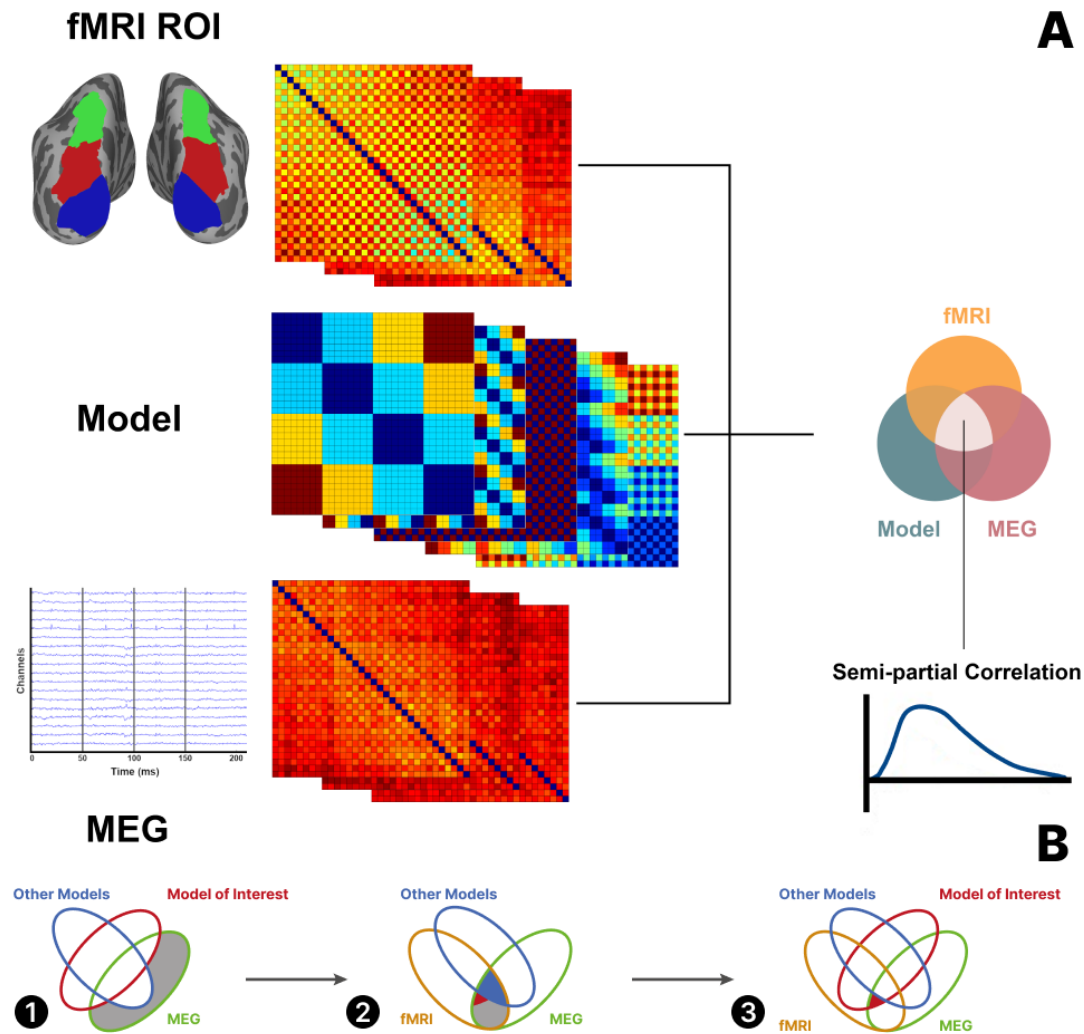 fMRI ROI
A
fMRI
Model
Model
MEG
Channels
0 50 100 150 200
Time (ms)
Semi-partial Correlation
MEG
B
Other Models
Model of Interest
MEG
1
Other Models
fMRI
MEG
2
Other Models
Model of Interest
fMRI
MEG
3